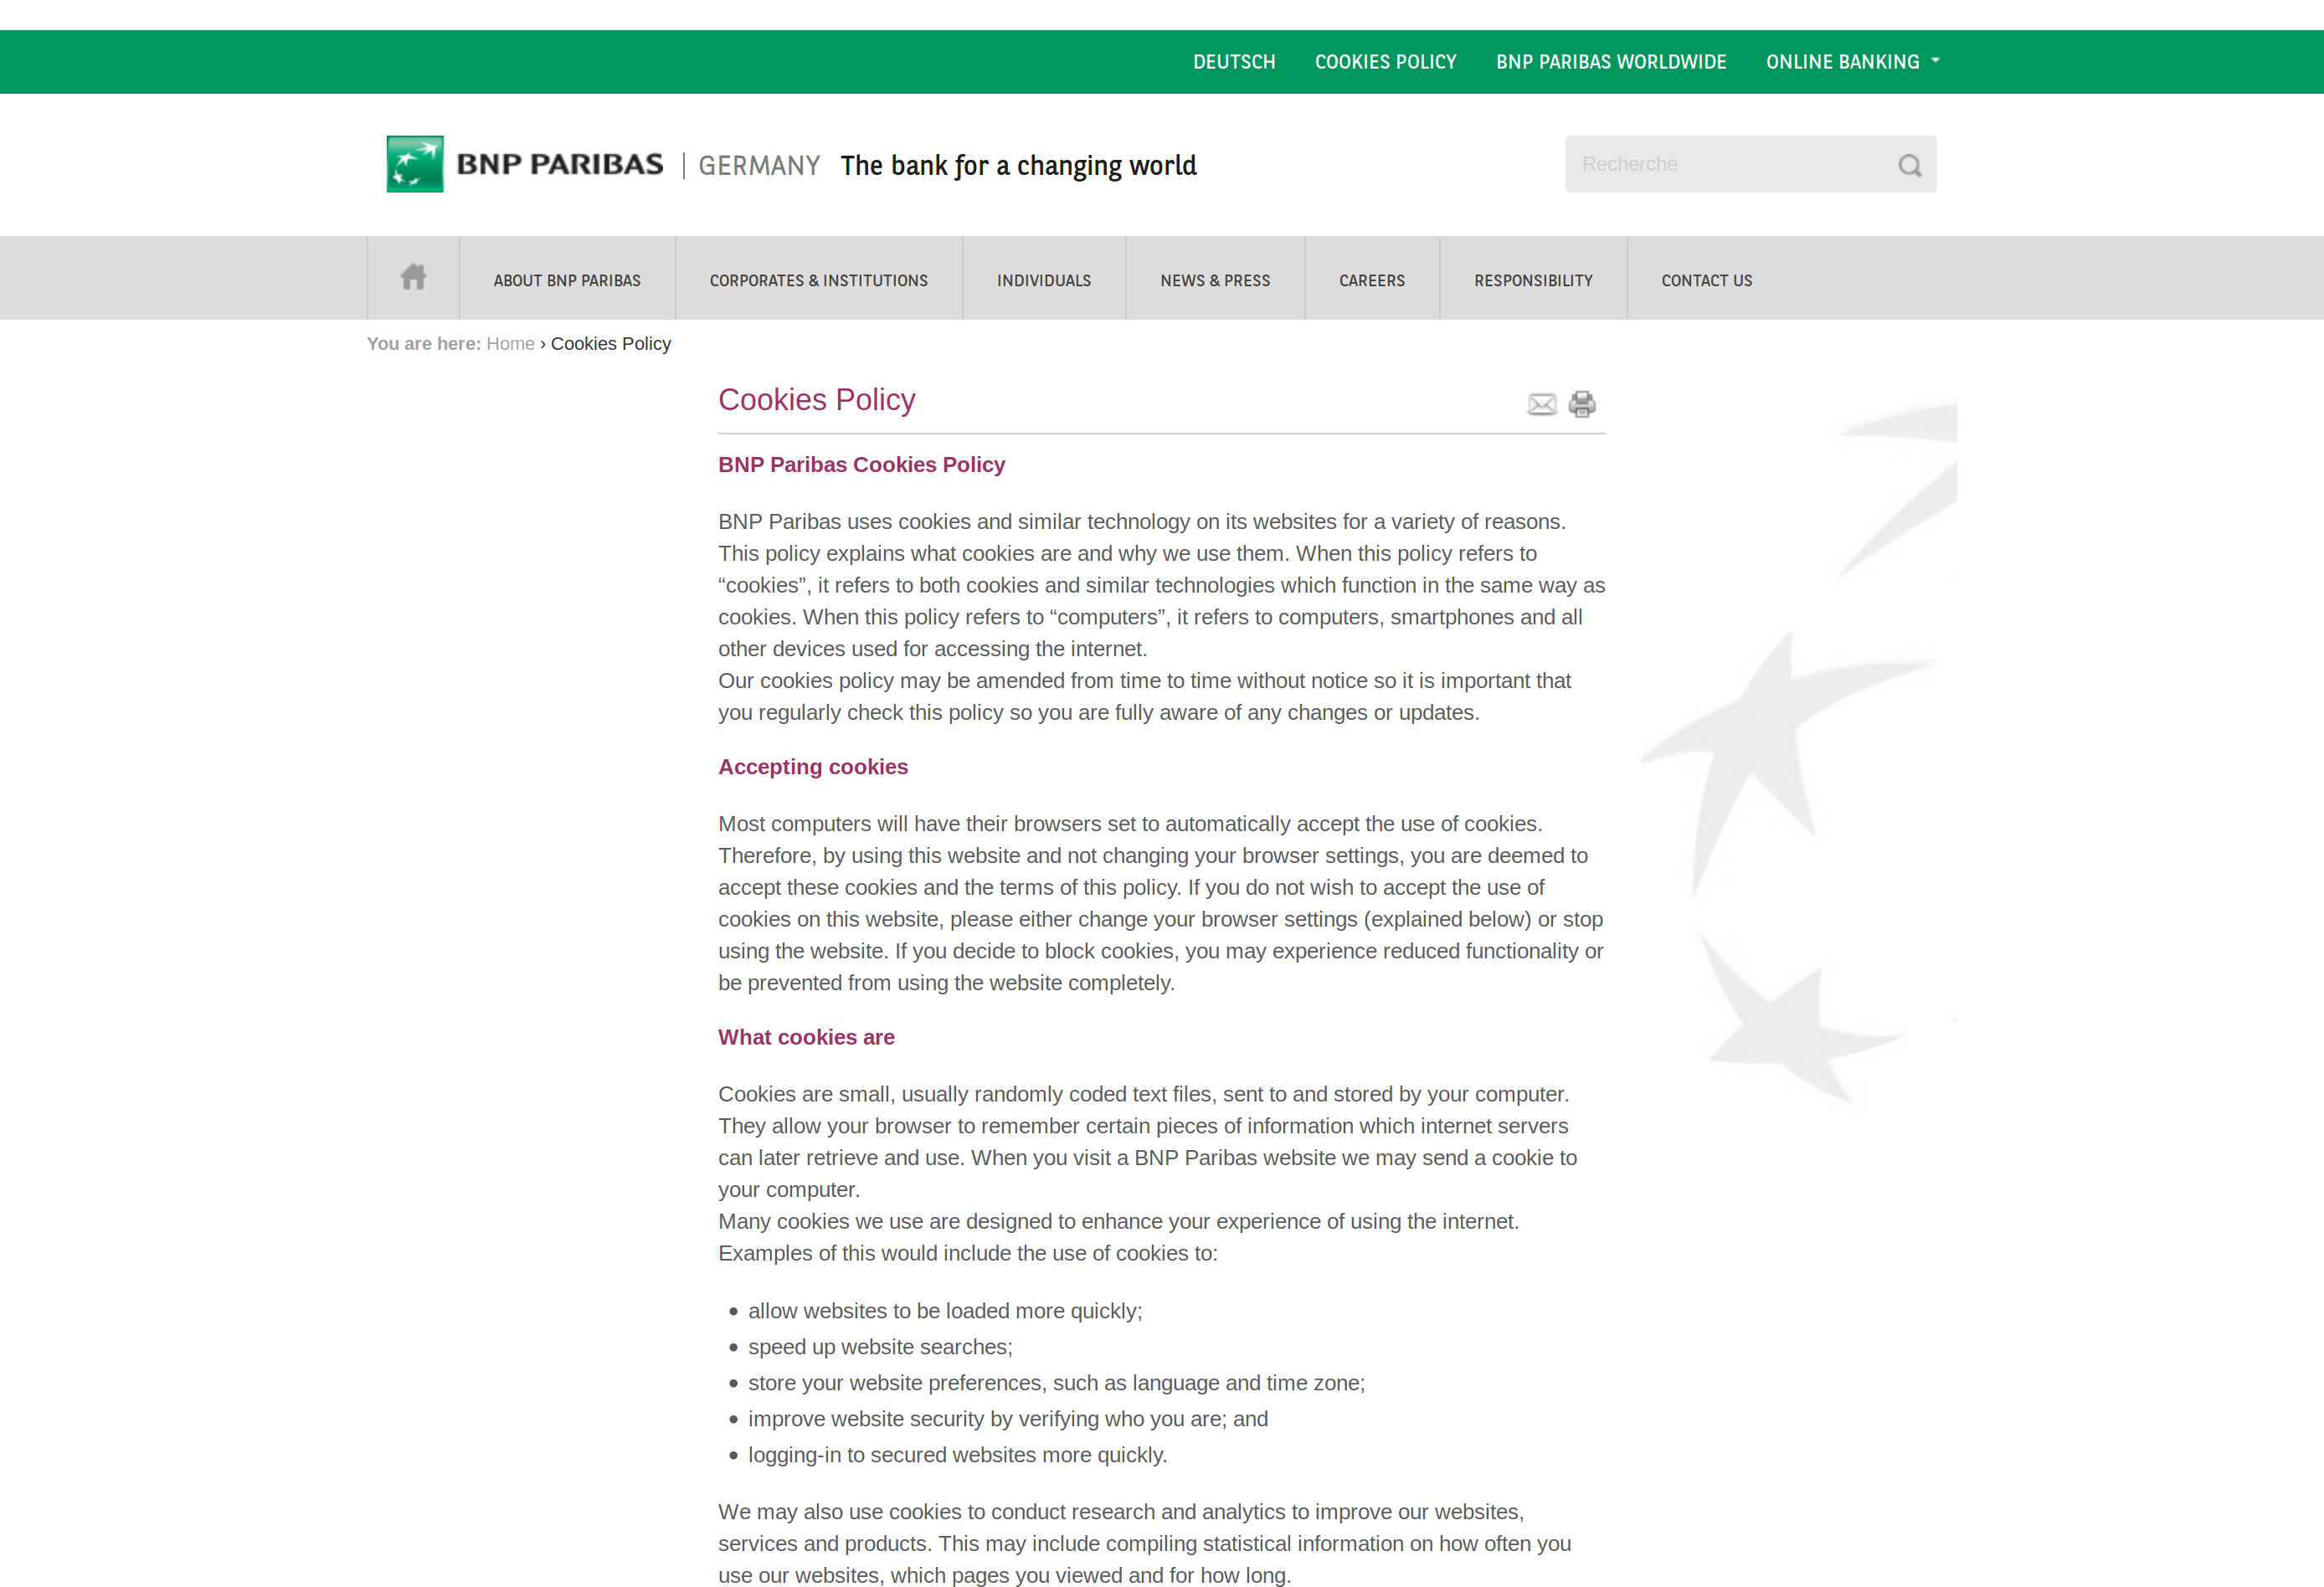 DEUTSCH COOKIES POLICY BNP PARIBAS WORLDWIDE ONLINE BANKING
BNP PARIBAS GERMANY The bank for a changing world
Recherche
ABOUT BNP PARIBAS CORPORATES & INSTITUTIONS INDIVIDUALS NEWS & PRESS CAREERS RESPONSIBILITY CONTACT US
You are here: Home › Cookies Policy
Cookies Policy
BNP Paribas Cookies Policy
BNP Paribas uses cookies and similar technology on its websites for a variety of reasons.
This policy explains what cookies are and why we use them. When this policy refers to
“cookies”, it refers to both cookies and similar technologies which function in the same way as
cookies. When this policy refers to “computers”, it refers to computers, smartphones and all
other devices used for accessing the internet.
Our cookies policy may be amended from time to time without notice so it is important that
you regularly check this policy so you are fully aware of any changes or updates.
Accepting cookies
Most computers will have their browsers set to automatically accept the use of cookies.
Therefore, by using this website and not changing your browser settings, you are deemed to
accept these cookies and the terms of this policy. If you do not wish to accept the use of
cookies on this website, please either change your browser settings (explained below) or stop
using the website. If you decide to block cookies, you may experience reduced functionality or
be prevented from using the website completely.
What cookies are
Cookies are small, usually randomly coded text files, sent to and stored by your computer.
They allow your browser to remember certain pieces of information which internet servers
can later retrieve and use. When you visit a BNP Paribas website we may send a cookie to
your computer.
Many cookies we use are designed to enhance your experience of using the internet.
Examples of this would include the use of cookies to:
• allow websites to be loaded more quickly;
• speed up website searches;
• store your website preferences, such as language and time zone;
• improve website security by verifying who you are; and
• logging-in to secured websites more quickly.
We may also use cookies to conduct research and analytics to improve our websites,
services and products. This may include compiling statistical information on how often you
use our websites, which pages you viewed and for how long.